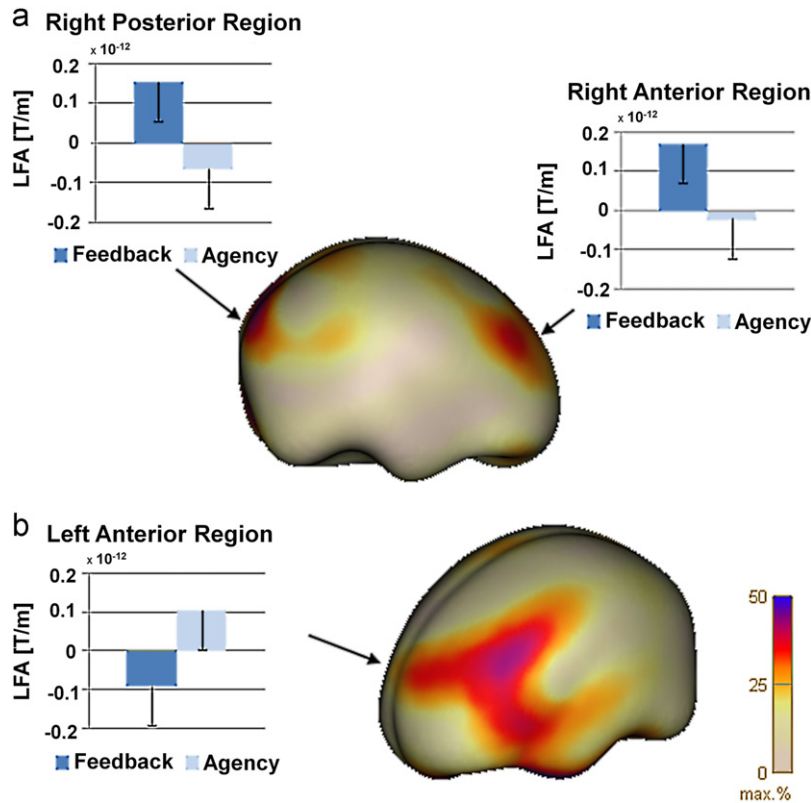 a
Right Posterior Region
x 10-12
LFA [T/m]
0.2
0.1
0
-0.1
-0.2
Feedback Agency
Right Anterior Region
x 10-12
LFA [T/m]
0.2
0.1
0
-0.1
-0.2
Feedback Agency
b
Left Anterior Region
x 10-12
LFA [T/m]
0.2
0.1
0
-0.1
-0.2
Feedback Agency
50
25
0
max.%